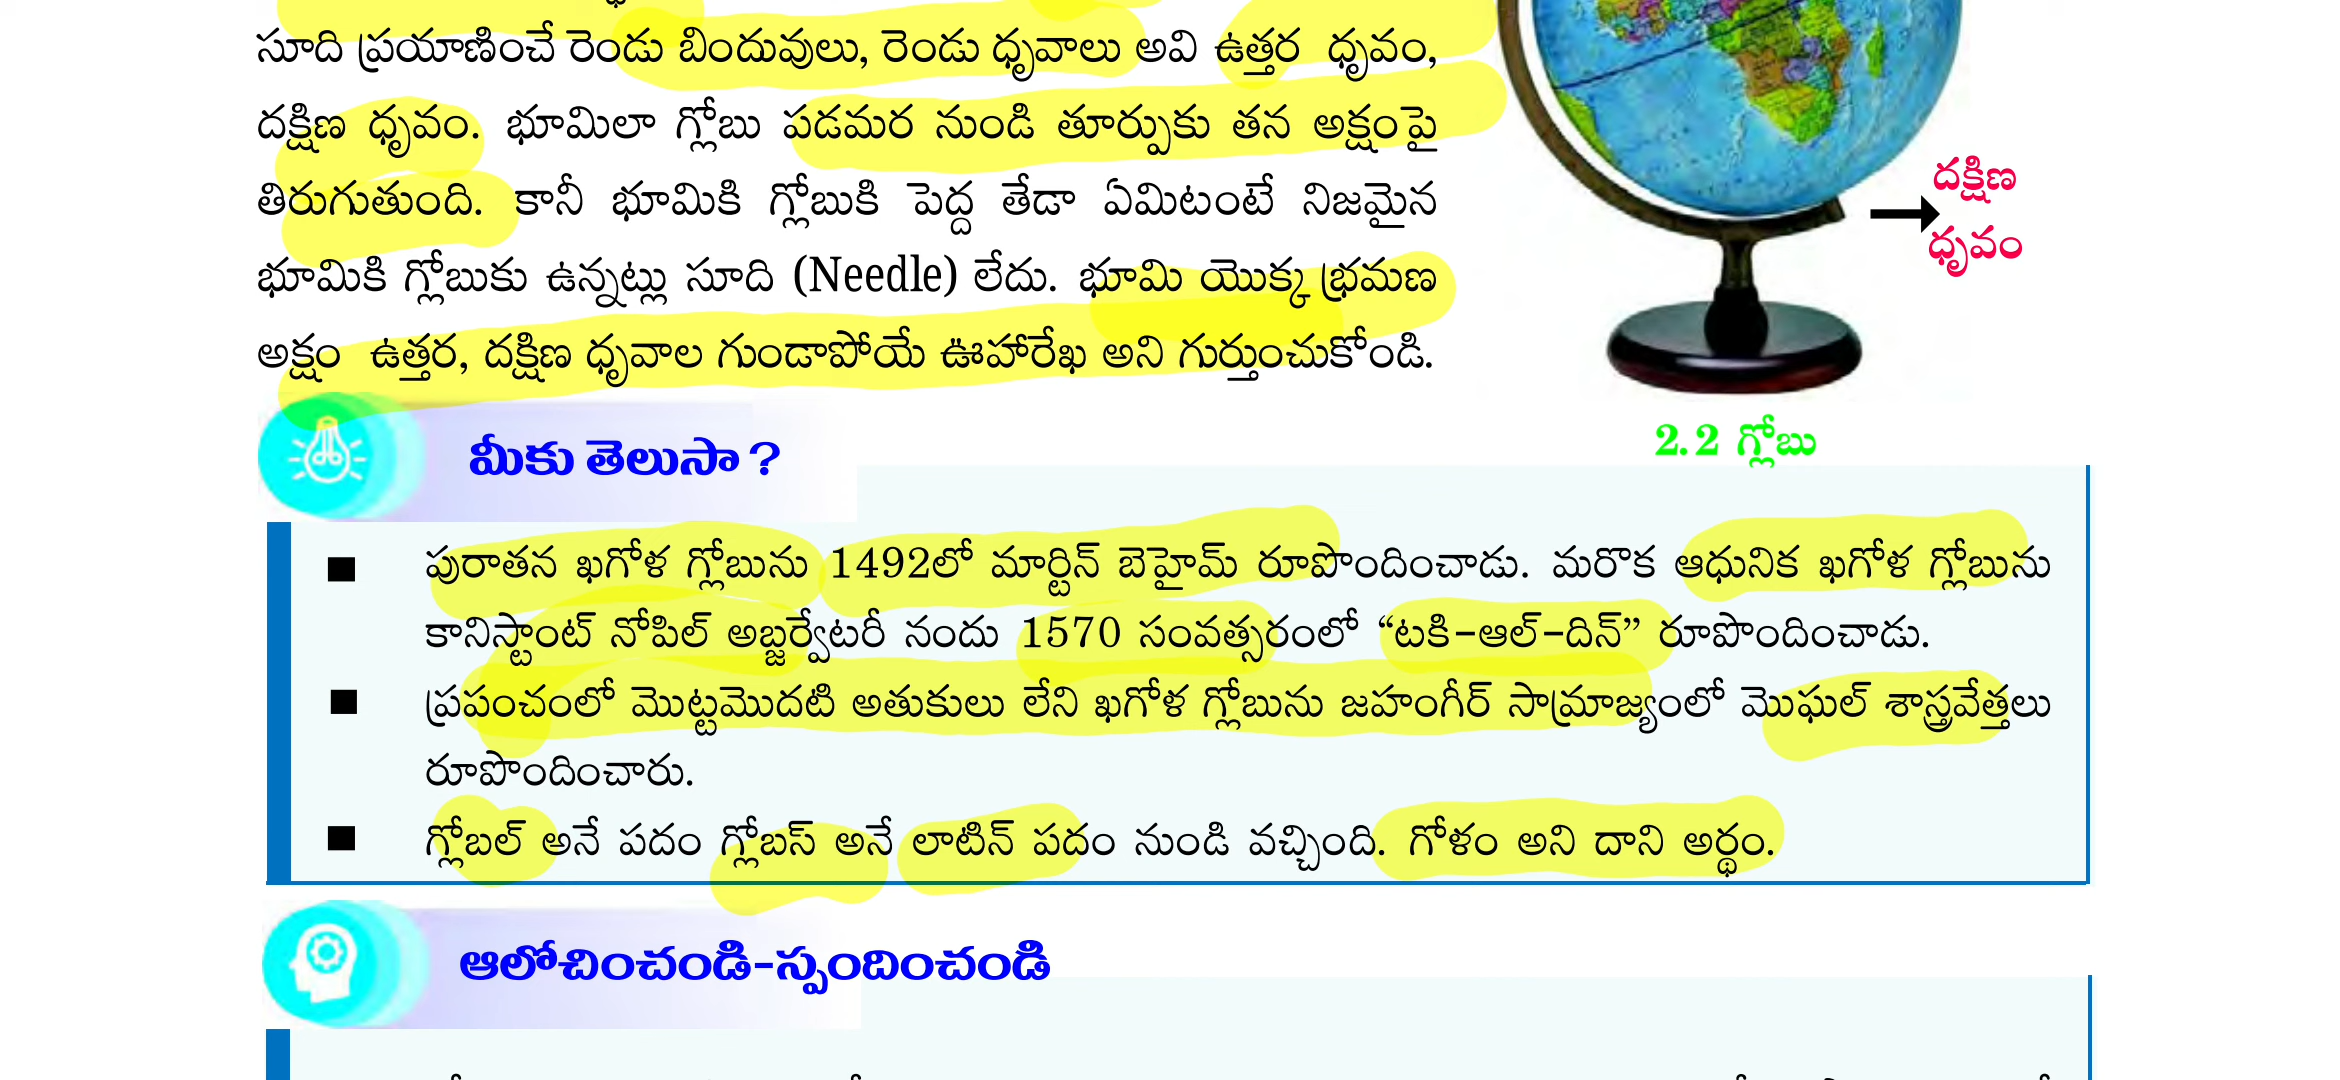 సూది ప్రయాణించే రెండు బిందువులు, రెండు ధృవాలు అవి ఉత్తర ధృవం,
దక్షిణ ధృవం. భూమిలా గ్లోబు పడమర నుండి తూర్పుకు తన అక్షంపై
తిరుగుతుంది. కానీ భూమికి గ్లోబుకి పెద్ద తేడా ఏమిటంటే నిజమైన
భూమికి గ్లోబుకు ఉన్నట్లు సూది (Needle) లేదు. భూమి యొక్క భ్రమణ
అక్షం ఉత్తర, దక్షిణ ధృవాల గుండాపోయే ఊహారేఖ అని గుర్తుంచుకోండి.
దక్షిణ
ధృవం
2.2 గ్లోబు
మీకు తెలుసా ?
■ పురాతన ఖగోళ గ్లోబును 1492లో మార్టిన్ బెహైమ్ రూపొందించాడు. మరొక ఆధునిక ఖగోళ గ్లోబును
కానిస్టాంట్ నోపిల్ అబ్జర్వేటరీ నందు 1570 సంవత్సరంలో “టకి-ఆల్-దిన్” రూపొందించాడు.
■ ప్రపంచంలో మొట్టమొదటి అతుకులు లేని ఖగోళ గ్లోబును జహంగీర్ సామ్రాజ్యంలో మొఘల్ శాస్త్రవేత్తలు
రూపొందించారు.
■ గ్లోబల్ అనే పదం గ్లోబస్ అనే లాటిన్ పదం నుండి వచ్చింది. గోళం అని దాని అర్థం.
ఆలోచించండి-స్పందించండి